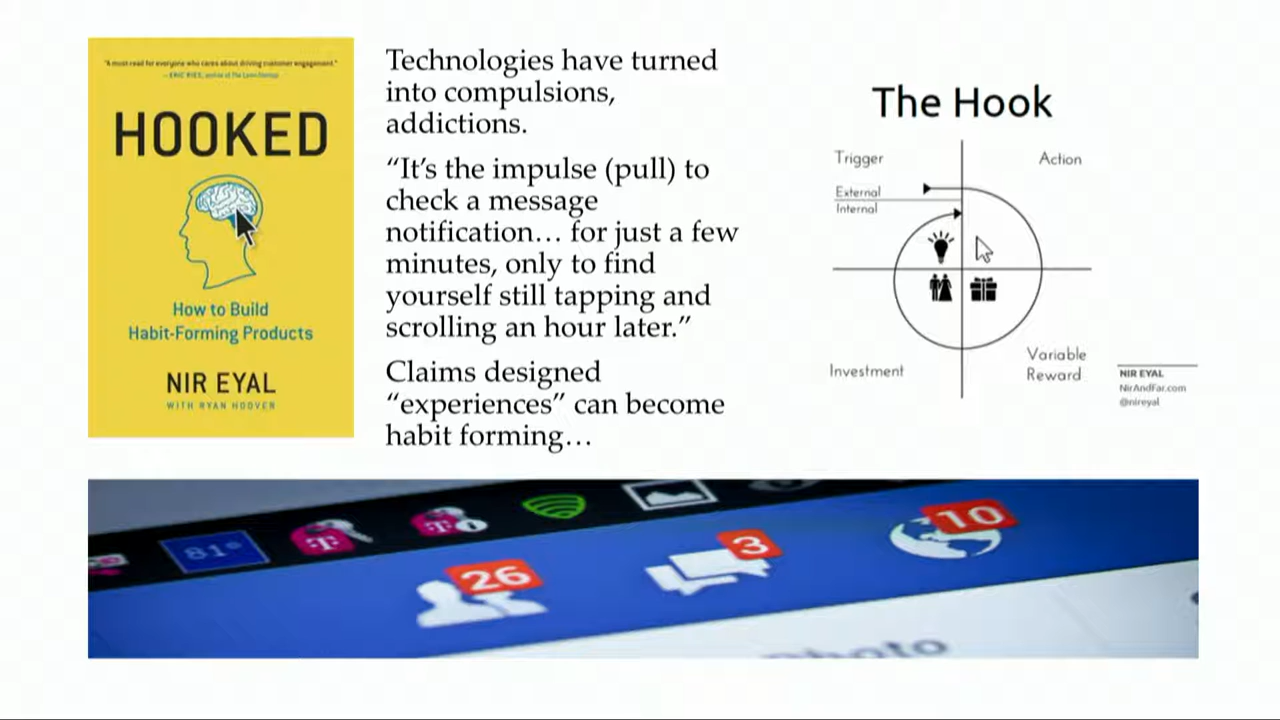 "A must-read for everyone who cares about driving customer engagement."
—ERIC RIES, author of The Lean Startup
HOOKED
How to Build
Habit-Forming Products
NIR EYAL
WITH RYAN HOOVER
Technologies have turned
into compulsions,
addictions.
“It’s the impulse (pull) to
check a message
notification… for just a few
minutes, only to find
yourself still tapping and
scrolling an hour later.”
Claims designed
“experiences” can become
habit forming…
The Hook
Trigger
Action
External
Internal
Investment
Variable
Reward
NIR EYAL
NirAndFar.com
@nireyal
81°
T
T
26
3
10
Photo